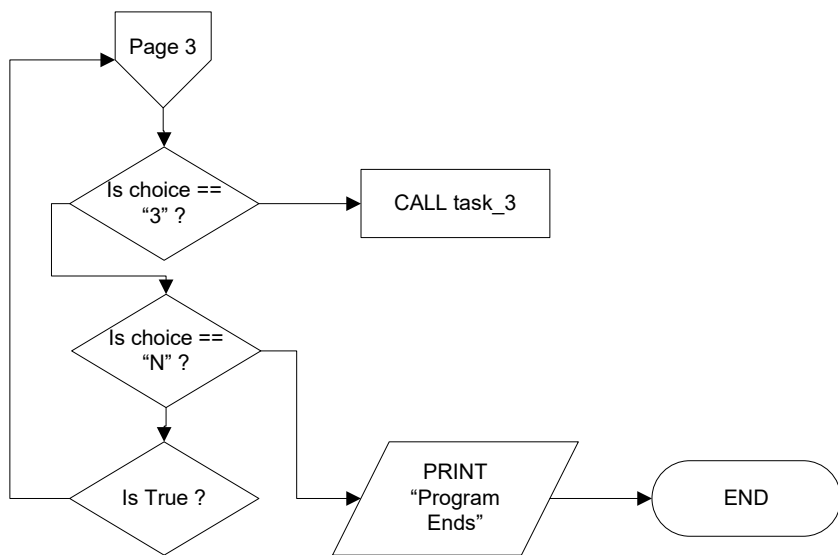 Page 3
Is choice ==
“3” ?
CALL task_3
Is choice ==
“N” ?
Is True ?
PRINT
“Program
Ends”
END